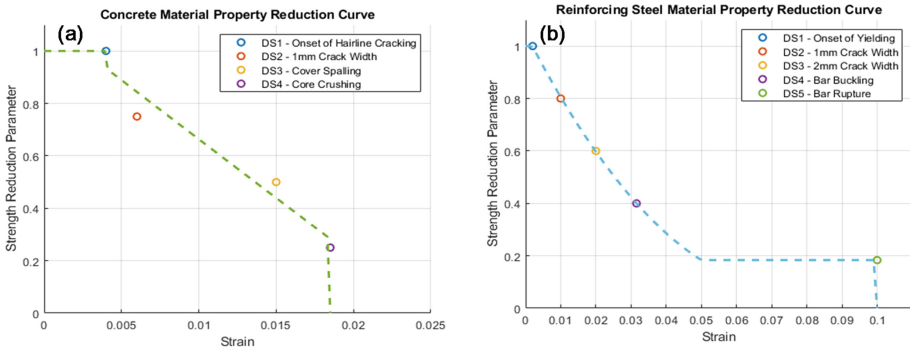 Concrete Material Property Reduction Curve
(a)
DS1 - Onset of Hairline Cracking
DS2 - 1mm Crack Width
DS3 - Cover Spalling
DS4 - Core Crushing
Strength Reduction Parameter
1
0.8
0.6
0.4
0.2
0
0 0.005 0.01 0.015 0.02 0.025
Strain
Reinforcing Steel Material Property Reduction Curve
(b)
DS1 - Onset of Yielding
DS2 - 1mm Crack Width
DS3 - 2mm Crack Width
DS4 - Bar Buckling
DS5 - Bar Rupture
Strength Reduction Parameter
1
0.8
0.6
0.4
0.2
0
0 0.01 0.02 0.03 0.04 0.05 0.06 0.07 0.08 0.09 0.1
Strain